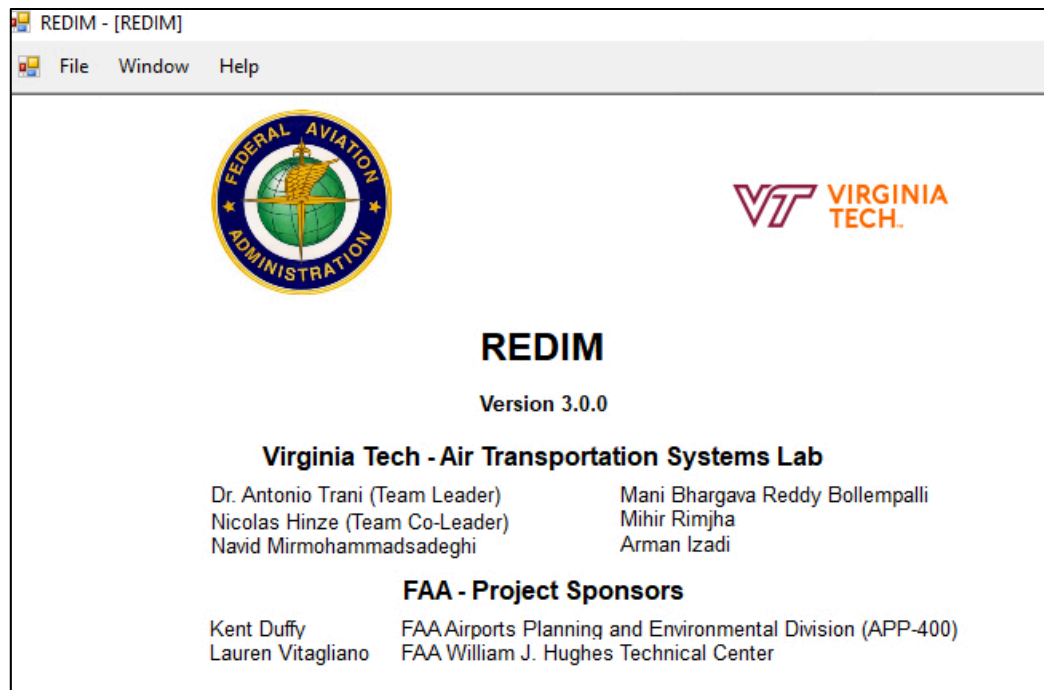 REDIM - [REDIM]
File Window Help
FEDERAL AVIATION
ADMINISTRATION
VT VIRGINIA
TECH™
REDIM
Version 3.0.0
Virginia Tech - Air Transportation Systems Lab
Dr. Antonio Trani (Team Leader) Mani Bhargava Reddy Bollempalli
Nicolas Hinze (Team Co-Leader) Mihir Rimjha
Navid Mirmohammadsadeghi Arman Izadi
FAA - Project Sponsors
Kent Duffy FAA Airports Planning and Environmental Division (APP-400)
Lauren Vitagliano FAA William J. Hughes Technical Center